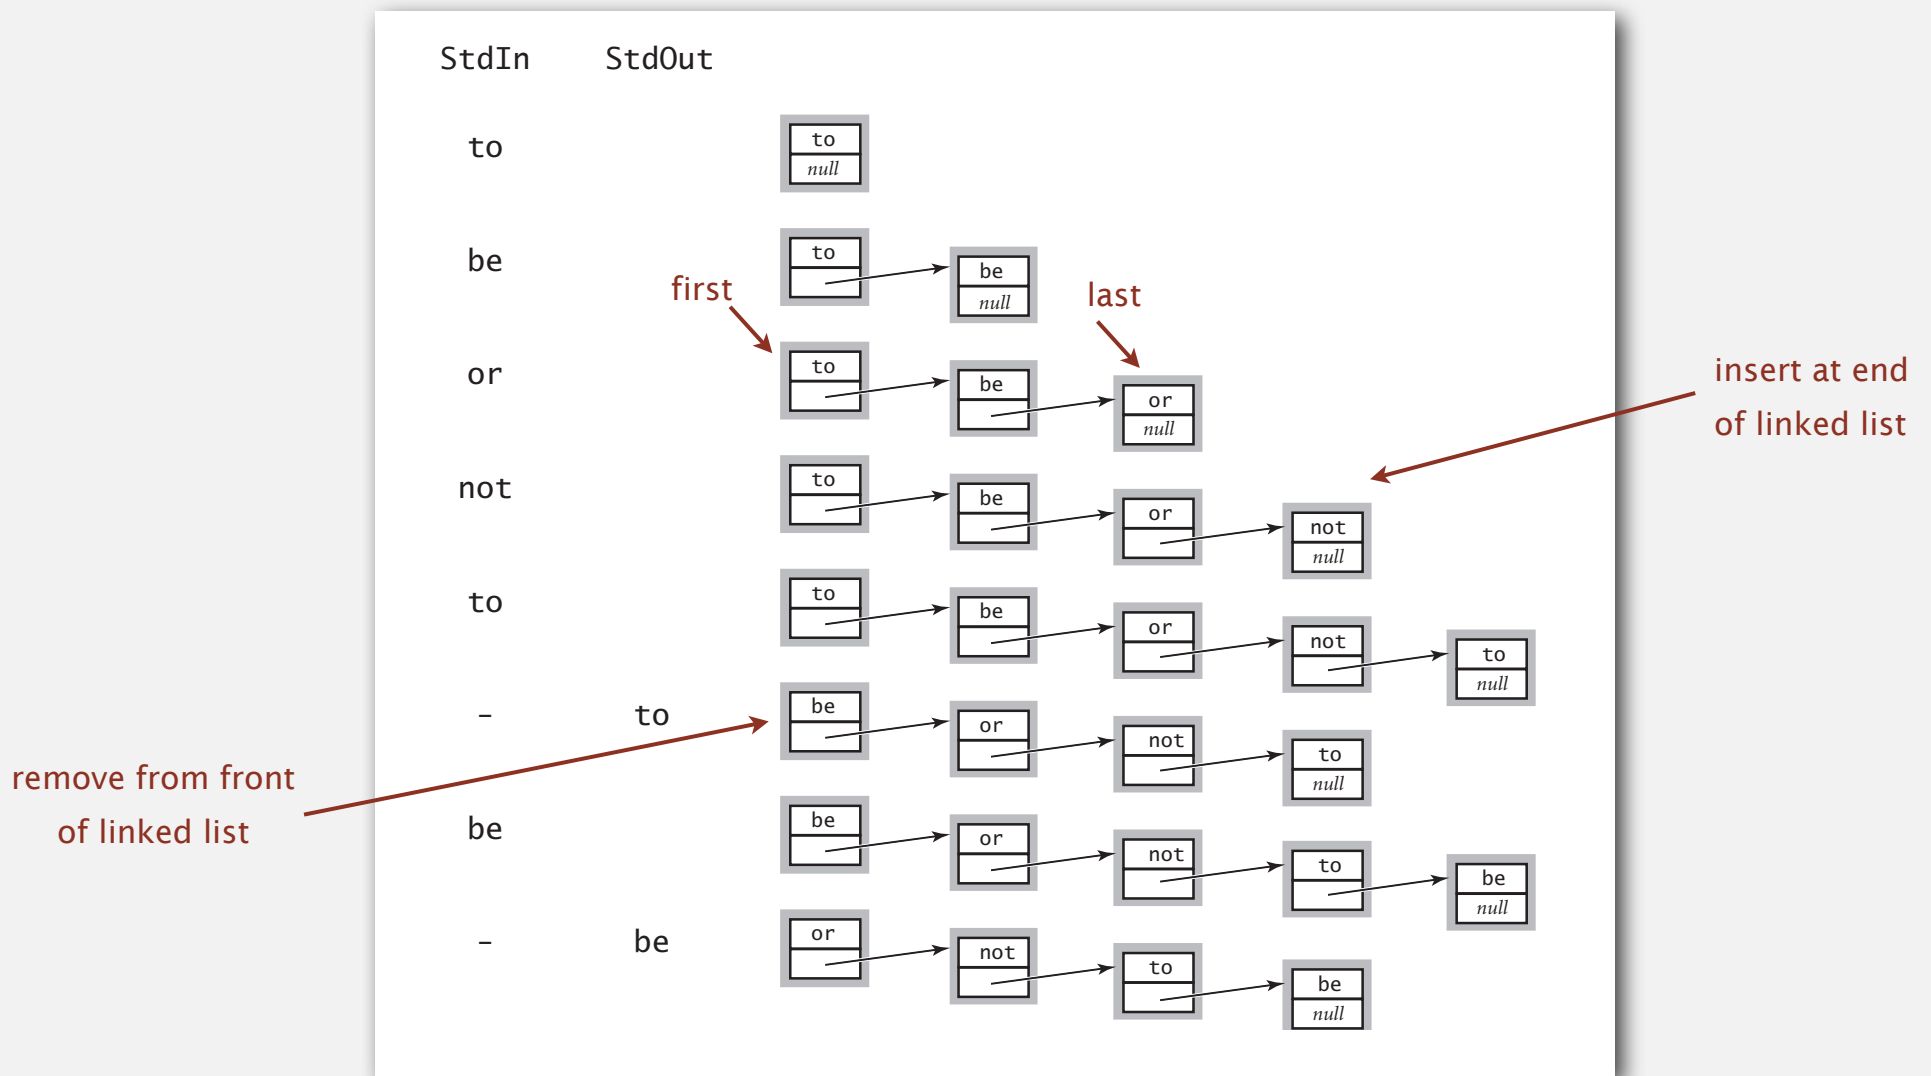 StdIn StdOut
to
to
null
be
to
be
null
first
last
or
to
be
or
null
insert at end
of linked list
not
to
be
or
not
null
to
to
be
or
not
to
null
- to
be
or
not
to
null
remove from front
of linked list
be
be
or
not
to
be
null
- be
or
not
to
be
null